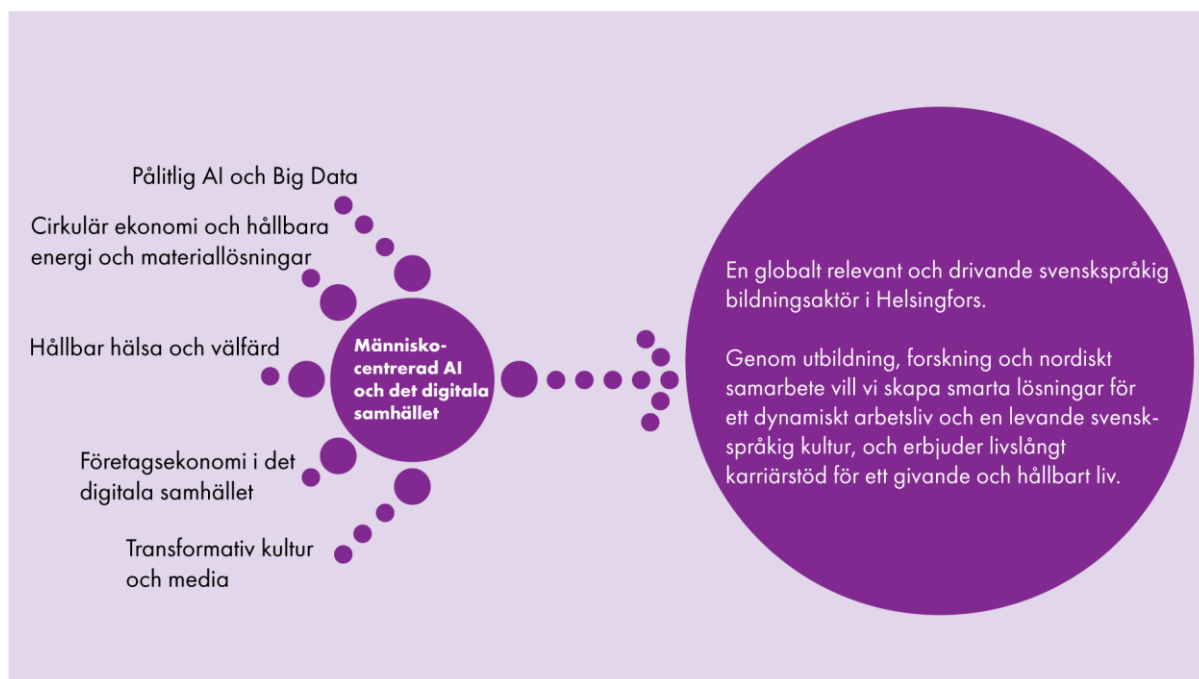 Pålitlig AI och Big Data
Cirkulär ekonomi och hållbara
energi och materiallösningar
Hållbar hälsa och välfärd
Företagsekonomi i det
digitala samhället
Transformativ kultur
och media
Människo-
centrerad AI
och det digitala
samhället
En globalt relevant och drivande svenskspråkig
bildningsaktör i Helsingfors.
Genom utbildning, forskning och nordiskt
samarbete vill vi skapa smarta lösningar för
ett dynamiskt arbetsliv och en levande svensk-
språkig kultur, och erbjuder livslångt
karriärstöd för ett givande och hållbart liv.